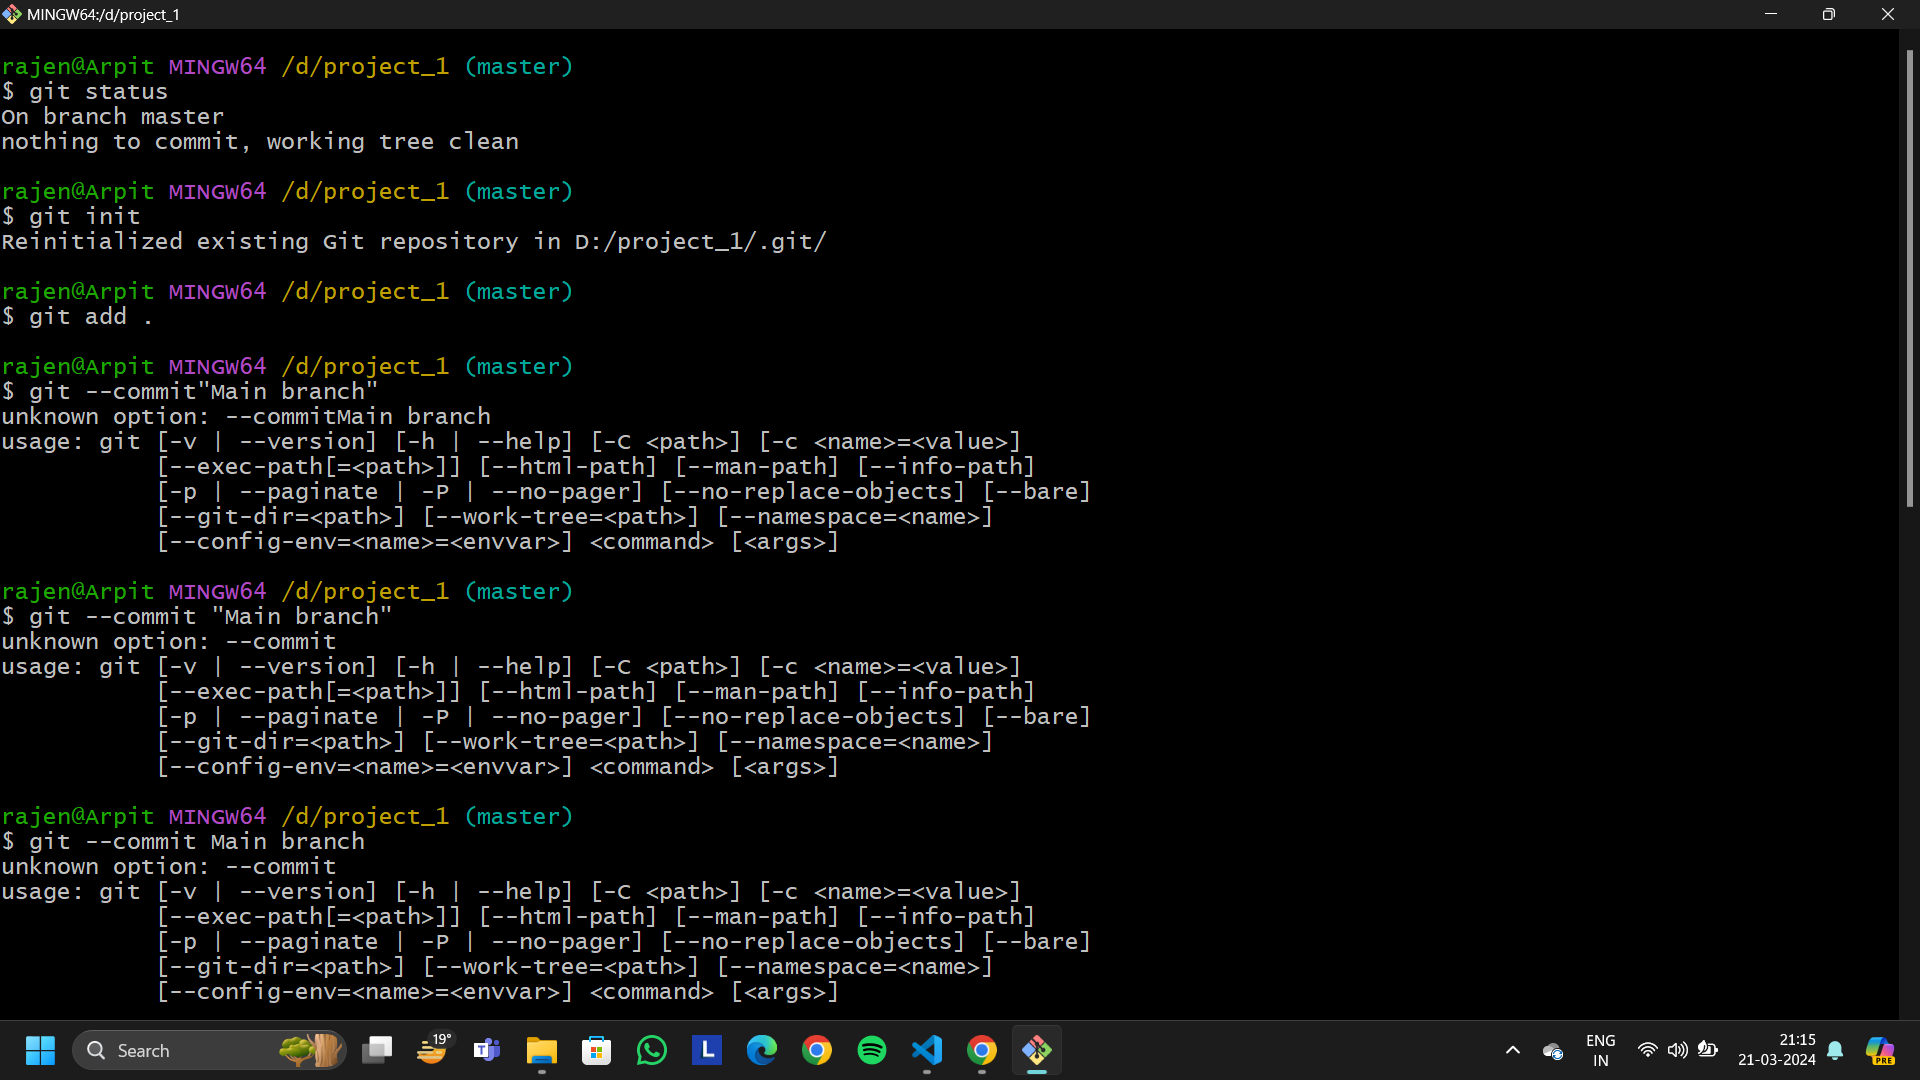 MINGW64:/d/project_1
rajen@Arpit MINGW64 /d/project_1 (master)
$ git status
On branch master
nothing to commit, working tree clean
rajen@Arpit MINGW64 /d/project_1 (master)
$ git init
Reinitialized existing Git repository in D:/project_1/.git/
rajen@Arpit MINGW64 /d/project_1 (master)
$ git add .
rajen@Arpit MINGW64 /d/project_1 (master)
$ git --commit"Main branch"
unknown option: --commitMain branch
usage: git [-v | --version] [-h | --help] [-C <path>] [-c <name>=<value>]
           [--exec-path[=<path>]] [--html-path] [--man-path] [--info-path]
           [-p | --paginate | -P | --no-pager] [--no-replace-objects] [--bare]
           [--git-dir=<path>] [--work-tree=<path>] [--namespace=<name>]
           [--config-env=<name>=<envvar>] <command> [<args>]
rajen@Arpit MINGW64 /d/project_1 (master)
$ git --commit "Main branch"
unknown option: --commit
usage: git [-v | --version] [-h | --help] [-C <path>] [-c <name>=<value>]
           [--exec-path[=<path>]] [--html-path] [--man-path] [--info-path]
           [-p | --paginate | -P | --no-pager] [--no-replace-objects] [--bare]
           [--git-dir=<path>] [--work-tree=<path>] [--namespace=<name>]
           [--config-env=<name>=<envvar>] <command> [<args>]
rajen@Arpit MINGW64 /d/project_1 (master)
$ git --commit Main branch
unknown option: --commit
usage: git [-v | --version] [-h | --help] [-C <path>] [-c <name>=<value>]
           [--exec-path[=<path>]] [--html-path] [--man-path] [--info-path]
           [-p | --paginate | -P | --no-pager] [--no-replace-objects] [--bare]
           [--git-dir=<path>] [--work-tree=<path>] [--namespace=<name>]
           [--config-env=<name>=<envvar>] <command> [<args>]
Search
19°
T
L
ENG
IN
21:15
21-03-2024
PRE